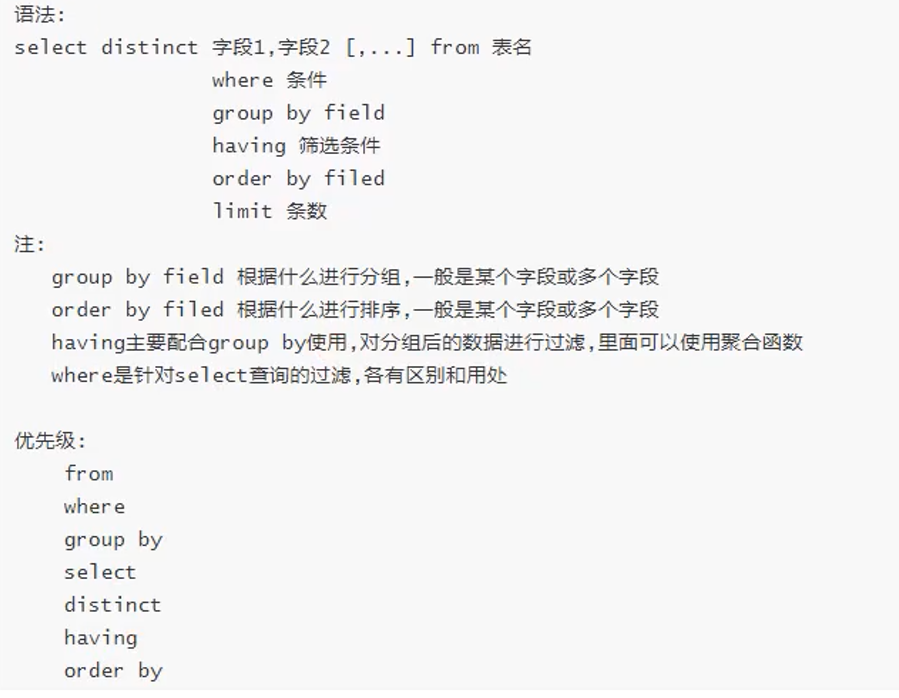 语法:
select distinct 字段1,字段2 [,...] from 表名
where 条件
group by field
having 筛选条件
order by filed
limit 条数
注:
group by field 根据什么进行分组,一般是某个字段或多个字段
order by filed 根据什么进行排序,一般是某个字段或多个字段
having主要配合group by使用,对分组后的数据进行过滤,里面可以使用聚合函数
where是针对select查询的过滤,各有区别和用处
优先级:
from
where
group by
select
distinct
having
order by